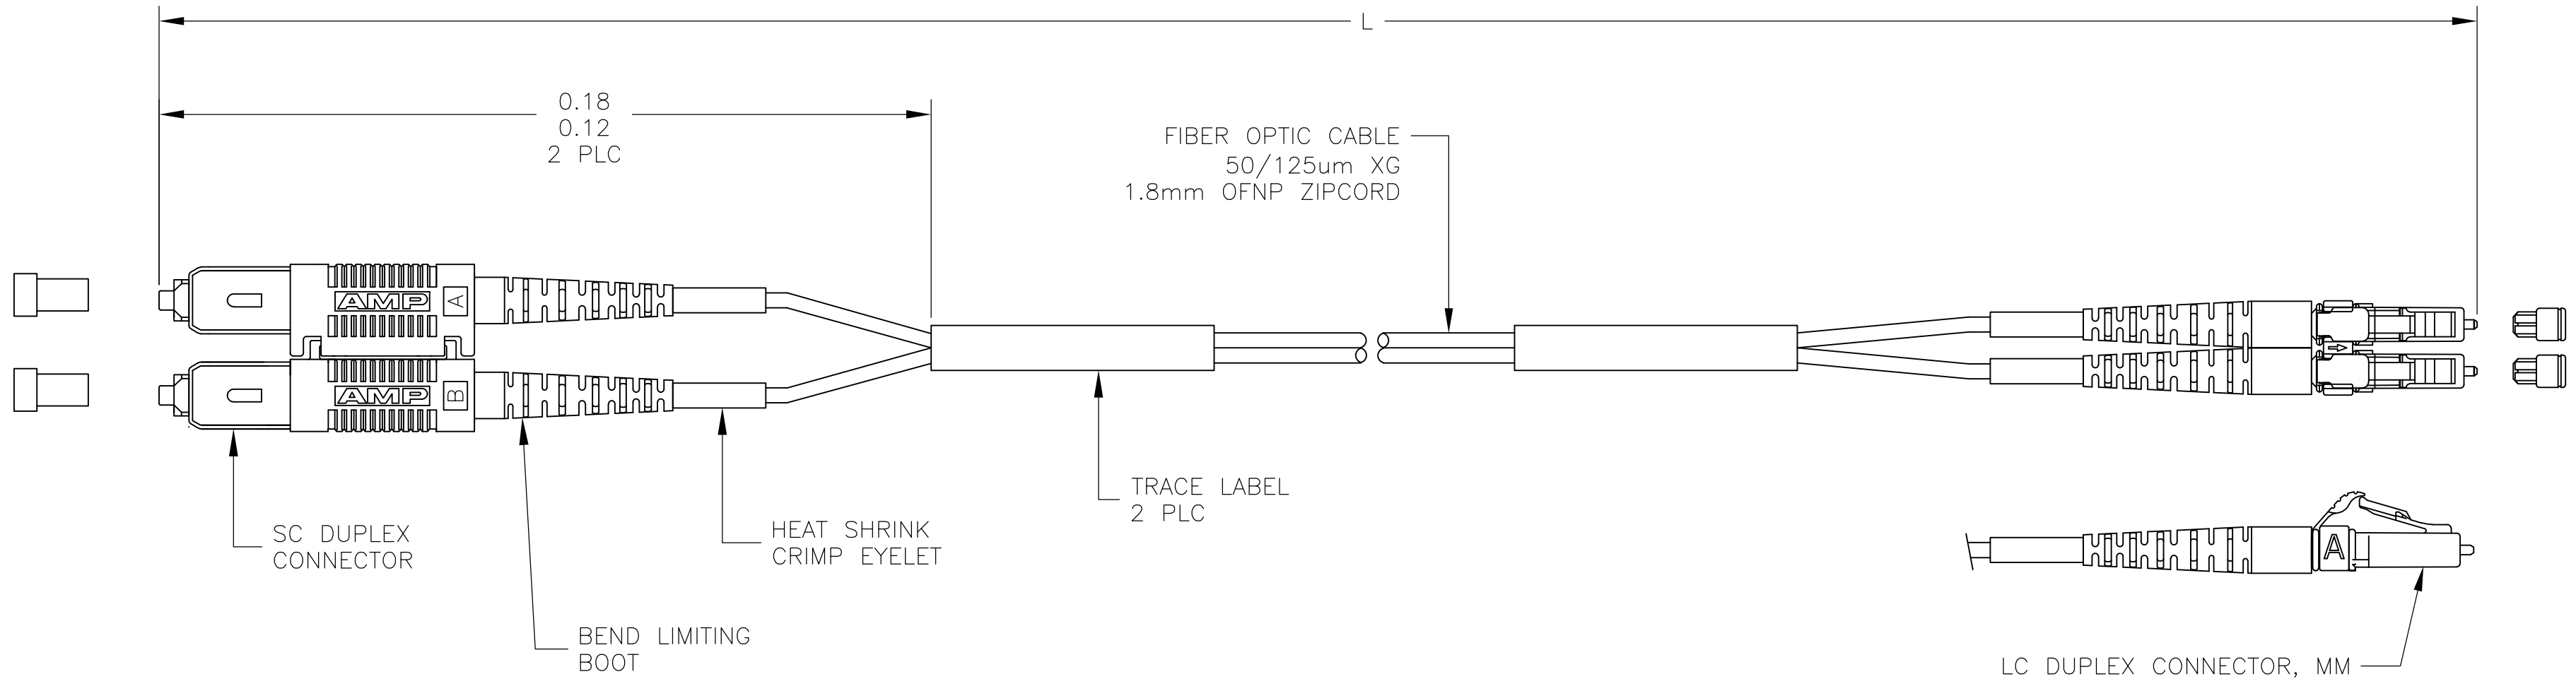 L
0.18
0.12
2 PLC
FIBER OPTIC CABLE
50/125um XG
1.8mm OFNP ZIPCORD
AMP A
AMP B
TRACE LABEL
2 PLC
SC DUPLEX
CONNECTOR
HEAT SHRINK
CRIMP EYELET
A
BEND LIMITING
BOOT
LC DUPLEX CONNECTOR, MM